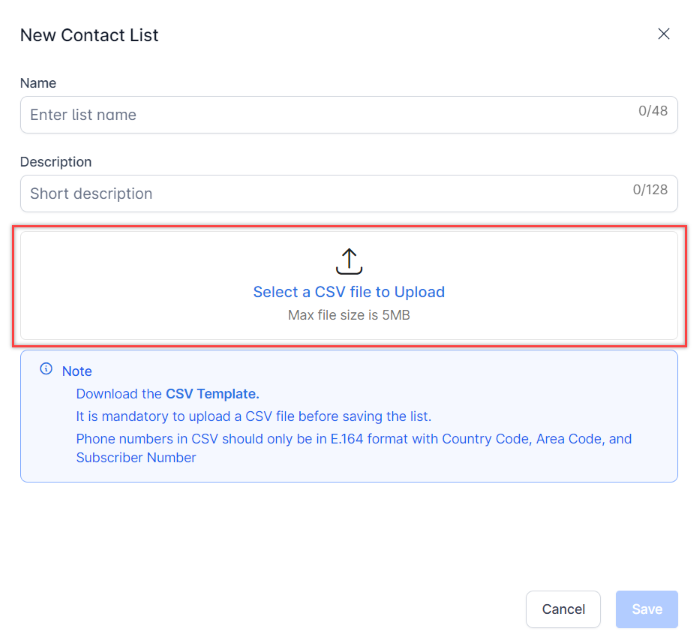 New Contact List
Name
Enter list name
0/48
Description
Short description
0/128
Select a CSV file to Upload
Max file size is 5MB
Note
Download the CSV Template.
It is mandatory to upload a CSV file before saving the list.
Phone numbers in CSV should only be in E.164 format with Country Code, Area Code, and
Subscriber Number
Cancel
Save